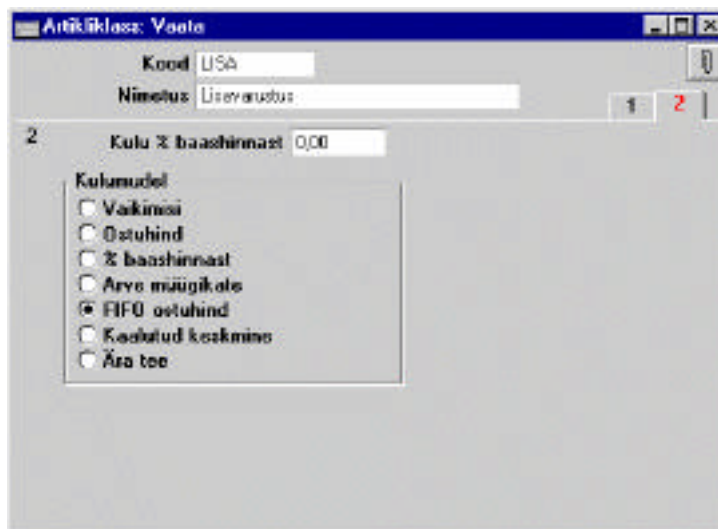 Artikliklass: Vaata
Kood LISA
Nimetus Lisavarustus
1 2
2 Kulu % baashinnast 0,00
Kulumudel
Vaikimisi
Ostuhind
% baashinnast
Arve müügikate
FIFO ostuhind
Kaalutud keskmine
Ära tee